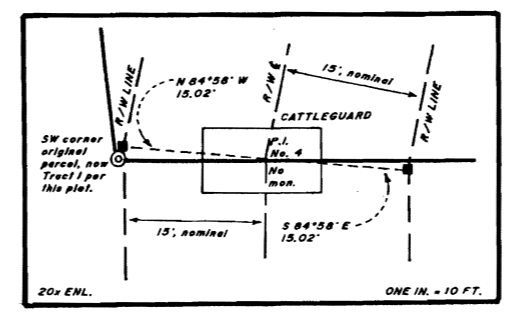 R/W LINE
N 84°58' W
15.02'
R/W ℄
15', nominal
R/W LINE
CATTLEGUARD
SW corner
original
parcel, now
Tract 1 per
this plat.
P.I.
No. 4
No
mon.
15', nominal
S 84°58' E
15.02'
20x ENL.
ONE IN. = 10 FT.